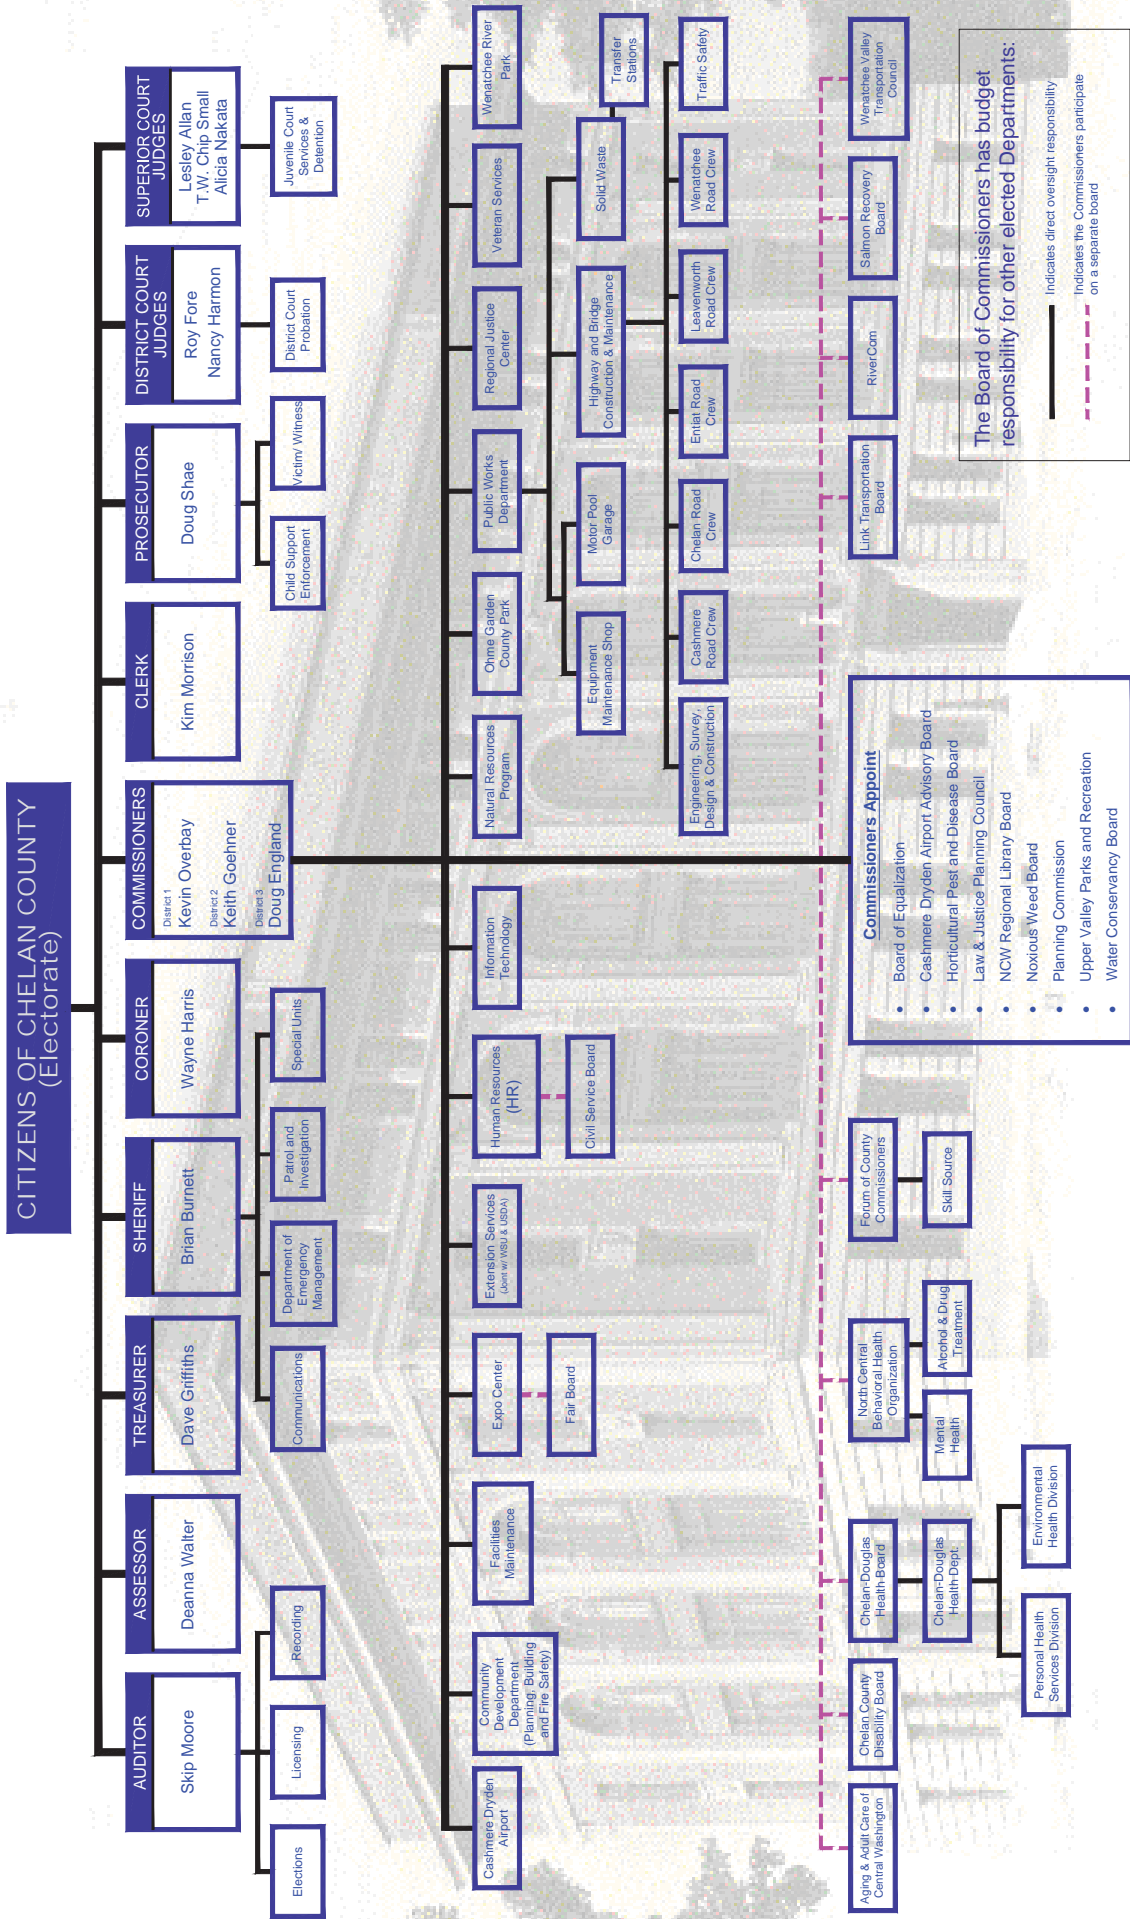 CITIZENS OF CHELAN COUNTY
(Electorate)
AUDITOR
Skip Moore
Elections
Licensing
Recording
ASSESSOR
Deanna Walter
TREASURER
Dave Griffiths
SHERIFF
Brian Burnett
Communications
Department of
Emergency
Management
Patrol and
Investigation
Special Units
CORONER
Wayne Harris
COMMISSIONERS
District 1
Kevin Overbay
District 2
Keith Goehner
District 3
Doug England
CLERK
Kim Morrison
PROSECUTOR
Doug Shae
Child Support
Enforcement
Victim/ Witness
DISTRICT COURT
JUDGES
Roy Fore
Nancy Harmon
District Court
Probation
SUPERIOR COURT
JUDGES
Lesley Allan
T.W. Chip Small
Alicia Nakata
Juvenile Court
Services &
Detention
Cashmere Dryden
Airport
Community
Development
Department
(Planning, Building
and Fire Safety)
Facilities
Maintenance
Expo Center
Fair Board
Extension Services
(Joint w/ WSU & USDA)
Human Resources
(HR)
Civil Service Board
Information
Technology
Natural Resources
Program
Ohme Garden
County Park
Public Works
Department
Regional Justice
Center
Veteran Services
Wenatchee River
Park
Equipment
Maintenance Shop
Motor Pool
Garage
Highway and Bridge
Construction & Maintenance
Solid Waste
Transfer
Stations
Engineering, Survey,
Design & Construction
Cashmere
Road Crew
Chelan Road
Crew
Entiat Road
Crew
Leavenworth
Road Crew
Wenatchee
Road Crew
Traffic Safety
Aging & Adult Care of
Central Washington
Chelan County
Disability Board
Chelan-Douglas
Health Board
Chelan-Douglas
Health Dept.
Personal Health
Services Division
Environmental
Health Division
North Central
Behavioral Health
Organization
Mental
Health
Alcohol & Drug
Treatment
Forum of County
Commissioners
Skill Source
Commissioners Appoint
• Board of Equalization
• Cashmere Dryden Airport Advisory Board
• Horticultural Pest and Disease Board
• Law & Justice Planning Council
• NCW Regional Library Board
• Noxious Weed Board
• Planning Commission
• Upper Valley Parks and Recreation
• Water Conservancy Board
Link Transportation
Board
RiverCom
Salmon Recovery
Board
Wenatchee Valley
Transportation
Council
The Board of Commissioners has budget
responsibility for other elected Departments:
Indicates direct oversight responsibility
Indicates the Commissioners participate
on a separate board